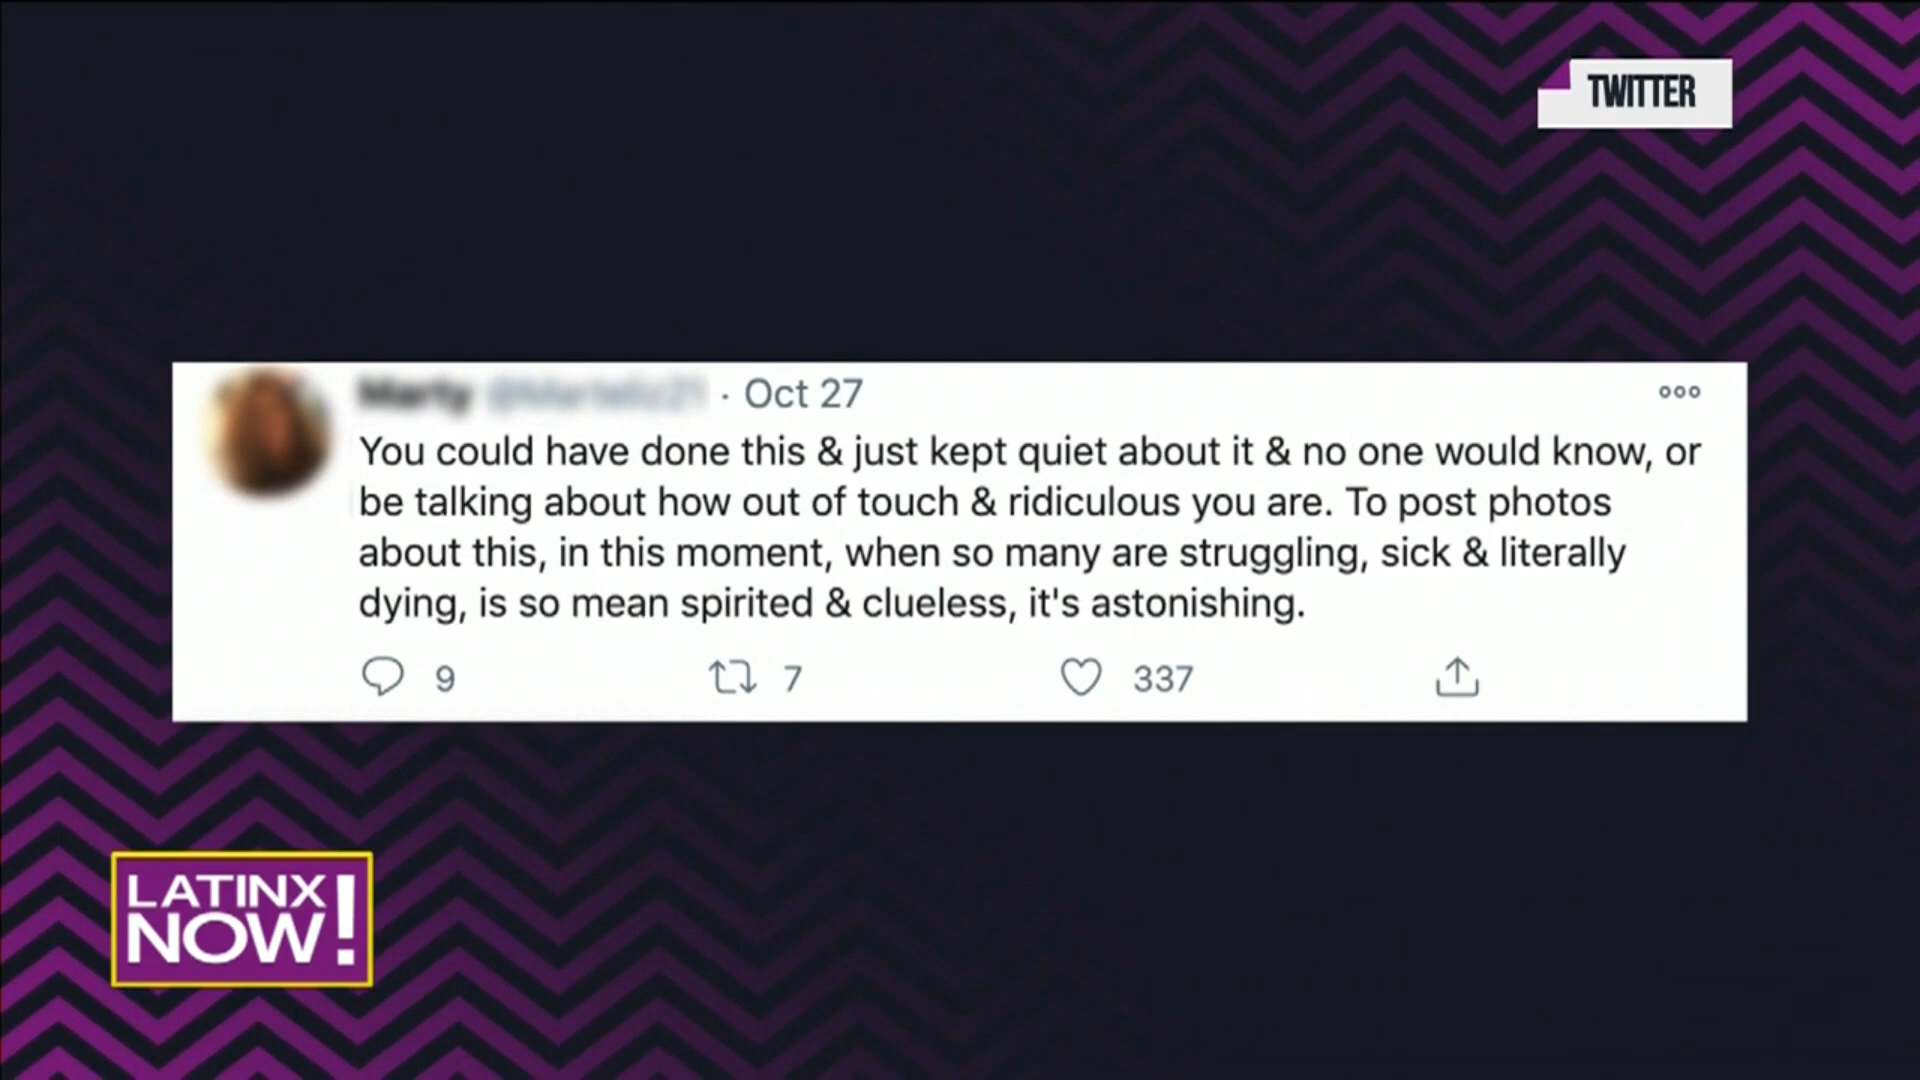 TWITTER
· Oct 27
You could have done this & just kept quiet about it & no one would know, or
be talking about how out of touch & ridiculous you are. To post photos
about this, in this moment, when so many are struggling, sick & literally
dying, is so mean spirited & clueless, it's astonishing.
9 7 337
LATINX
NOW!